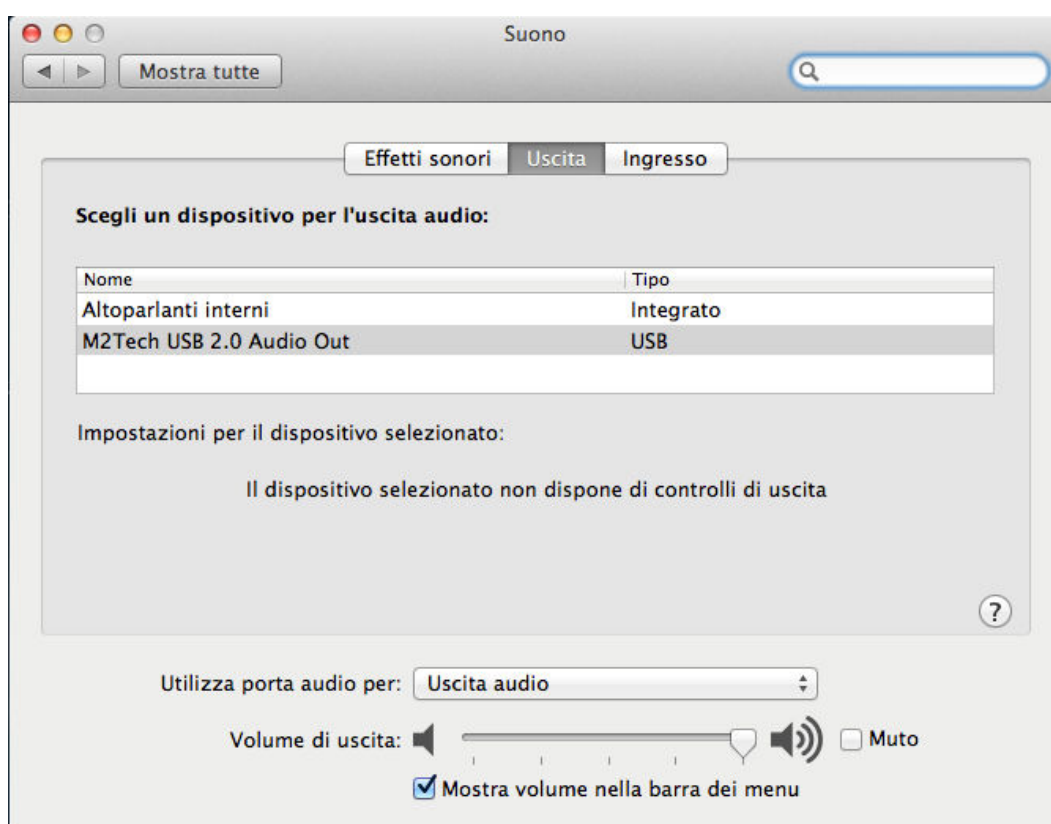 Suono
Mostra tutte
Effetti sonori Uscita Ingresso
Scegli un dispositivo per l'uscita audio:
Nome Tipo
Altoparlanti interni Integrato
M2Tech USB 2.0 Audio Out USB
Impostazioni per il dispositivo selezionato:
Il dispositivo selezionato non dispone di controlli di uscita
?
Utilizza porta audio per: Uscita audio
Volume di uscita: Muto
Mostra volume nella barra dei menu